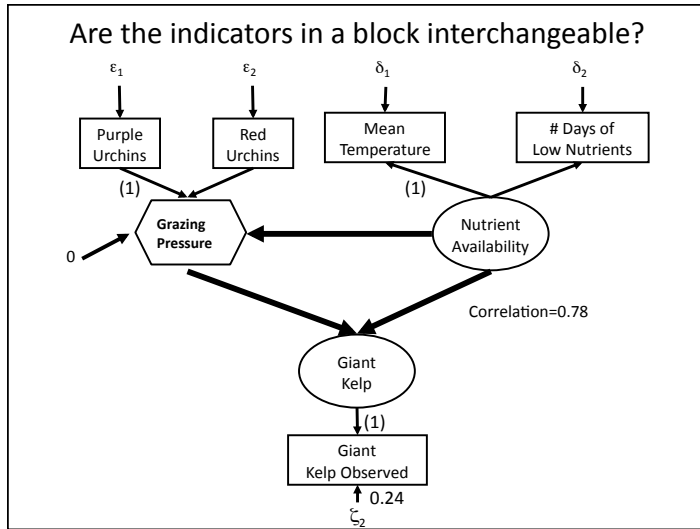 Are the indicators in a block interchangeable?
ε1
ε2
δ1
δ2
Purple
Urchins
Red
Urchins
Mean
Temperature
# Days of
Low Nutrients
(1)
(1)
Grazing
Pressure
Nutrient
Availability
0
Correlation=0.78
Giant
Kelp
(1)
Giant
Kelp Observed
0.24
ζ2